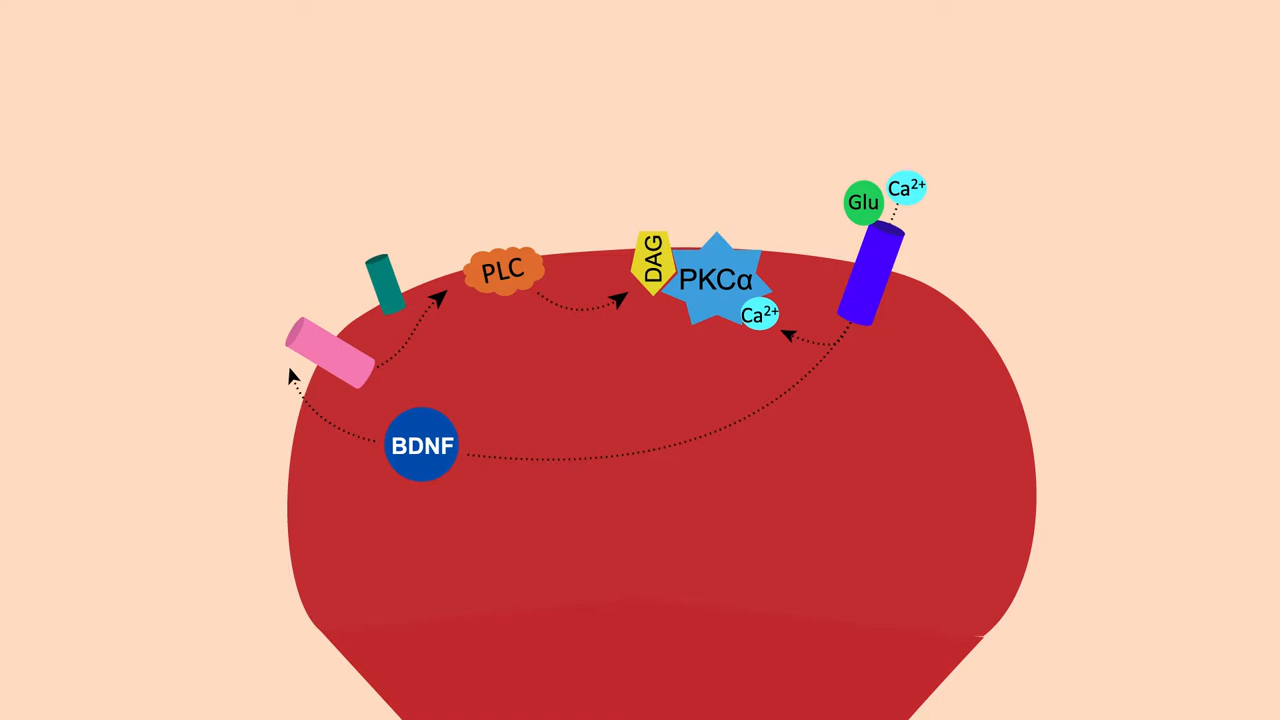 Glu
Ca²⁺
PLC
DAG
PKCα
Ca²⁺
BDNF